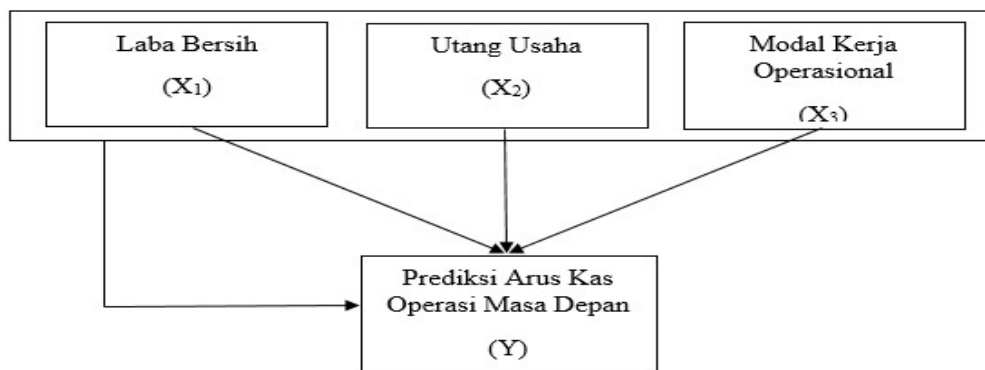 Laba Bersih
(X₁)
Utang Usaha
(X₂)
Modal Kerja
Operasional
(X₃)
Prediksi Arus Kas
Operasi Masa Depan
(Y)